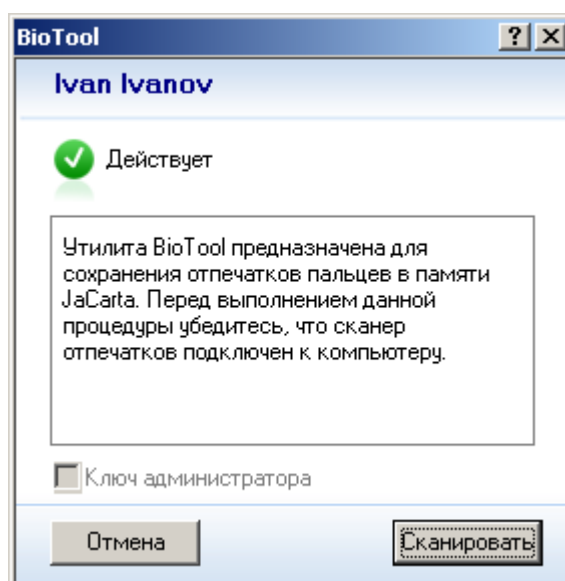 BioTool
Ivan Ivanov
Действует
Утилита BioTool предназначена для
сохранения отпечатков пальцев в памяти
JaCarta. Перед выполнением данной
процедуры убедитесь, что сканер
отпечатков подключен к компьютеру.
Ключ администратора
Отмена
Сканировать